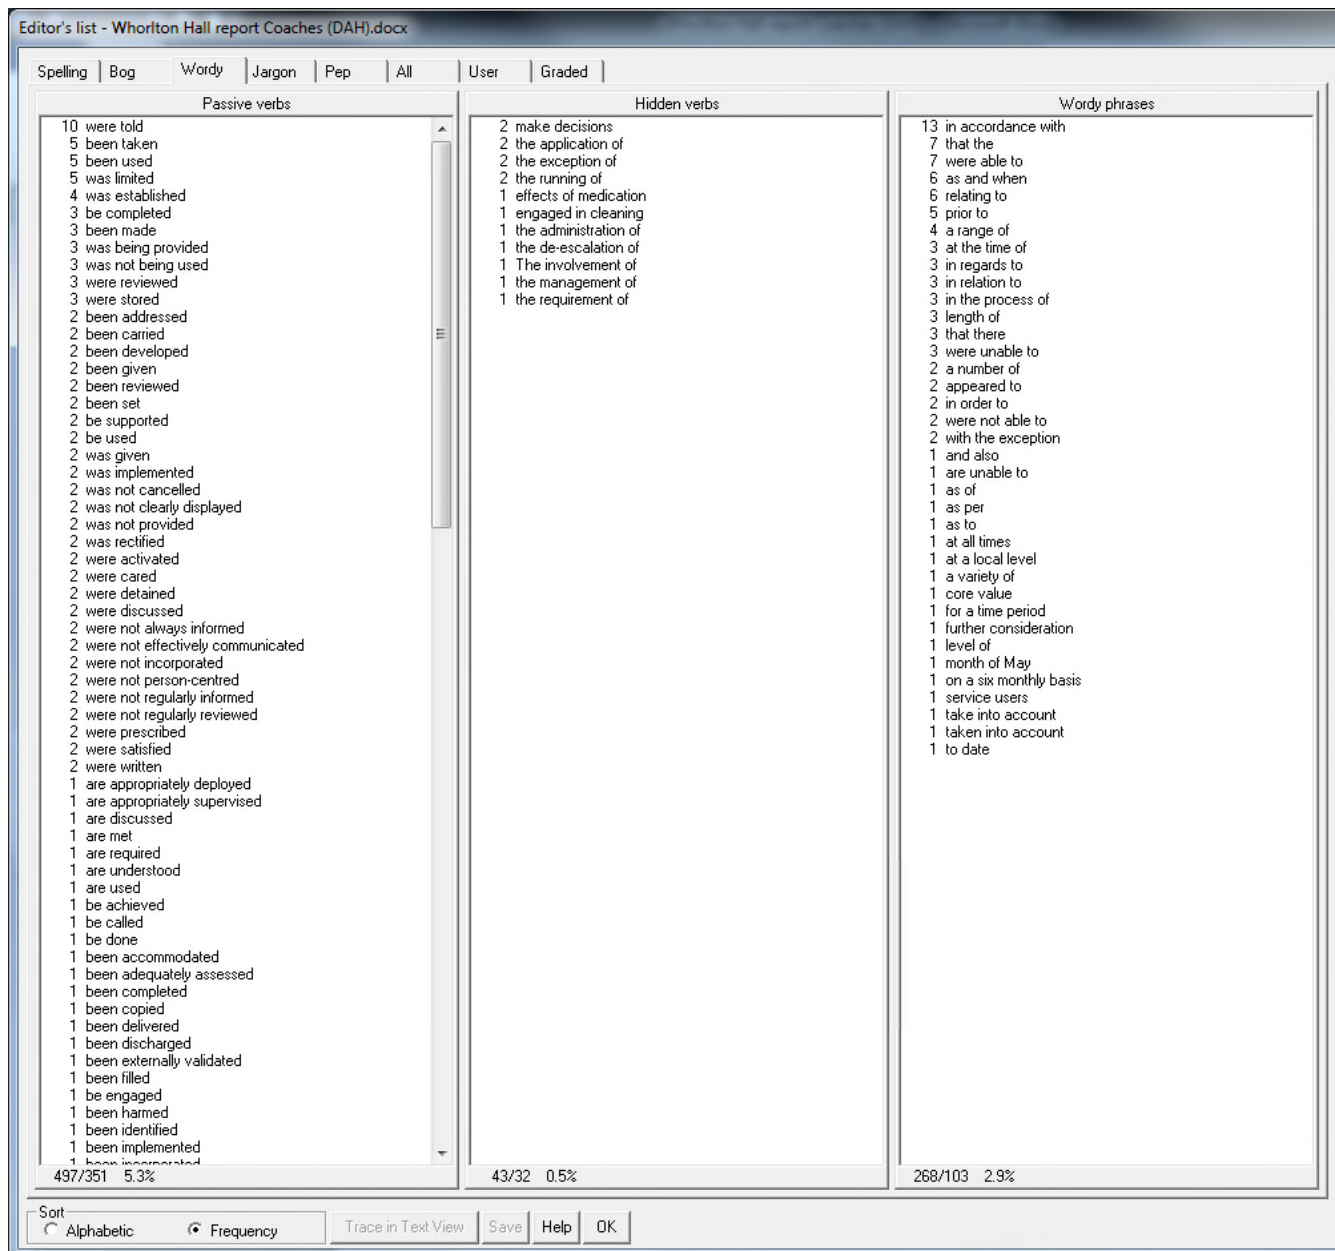 Editor's list - Whorlton Hall report Coaches (DAH).docx
Spelling Bog Wordy Jargon Pep All User Graded
Passive verbs
10 were told
5 been taken
5 been used
5 was limited
4 was established
3 be completed
3 been made
3 was being provided
3 was not being used
3 were reviewed
3 were stored
2 been addressed
2 been carried
2 been developed
2 been given
2 been reviewed
2 been set
2 be supported
2 be used
2 was given
2 was implemented
2 was not cancelled
2 was not clearly displayed
2 was not provided
2 was rectified
2 were activated
2 were cared
2 were detained
2 were discussed
2 were not always informed
2 were not effectively communicated
2 were not incorporated
2 were not person-centred
2 were not regularly informed
2 were not regularly reviewed
2 were prescribed
2 were satisfied
2 were written
1 are appropriately deployed
1 are appropriately supervised
1 are discussed
1 are met
1 are required
1 are understood
1 are used
1 be achieved
1 be called
1 be done
1 been accommodated
1 been adequately assessed
1 been completed
1 been copied
1 been delivered
1 been discharged
1 been externally validated
1 been filled
1 be engaged
1 been harmed
1 been identified
1 been implemented
1 been incorporated
497/351 5.3%
Hidden verbs
2 make decisions
2 the application of
2 the exception of
2 the running of
1 effects of medication
1 engaged in cleaning
1 the administration of
1 the de-escalation of
1 The involvement of
1 the management of
1 the requirement of
43/32 0.5%
Wordy phrases
13 in accordance with
7 that the
7 were able to
6 as and when
6 relating to
5 prior to
4 a range of
3 at the time of
3 in regards to
3 in relation to
3 in the process of
3 length of
3 that there
3 were unable to
2 a number of
2 appeared to
2 in order to
2 were not able to
2 with the exception
1 and also
1 are unable to
1 as of
1 as per
1 as to
1 at all times
1 at a local level
1 a variety of
1 core value
1 for a time period
1 further consideration
1 level of
1 month of May
1 on a six monthly basis
1 service users
1 take into account
1 taken into account
1 to date
268/103 2.9%
Sort
Alphabetic Frequency Trace in Text View Save Help OK